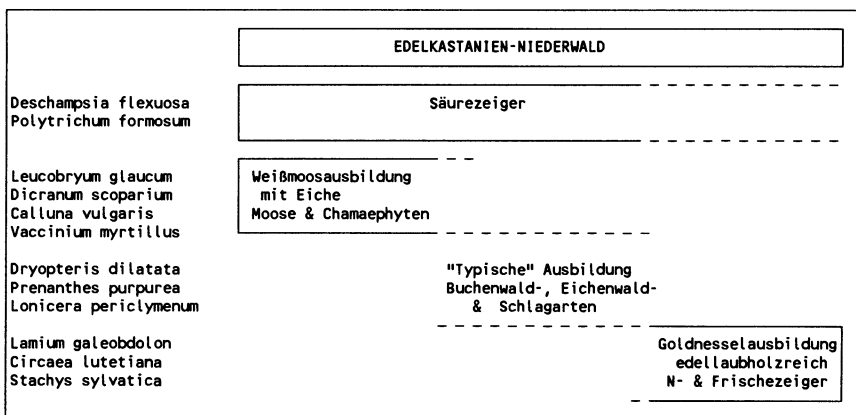 EDELKASTANIEN-NIEDERWALD
Deschampsia flexuosa Säurezeiger
Polytrichum formosum
Leucobryum glaucum Weißmoosausbildung
Dicranum scoparium mit Eiche
Calluna vulgaris Moose & Chamaephyten
Vaccinium myrtillus
Dryopteris dilatata "Typische" Ausbildung
Prenanthes purpurea Buchenwald-, Eichenwald-
Lonicera periclymenum & Schlagarten
Lamium galeobdolon Goldnesselausbildung
Circaea lutetiana edellaubholzreich
Stachys sylvatica N- & Frischezeiger